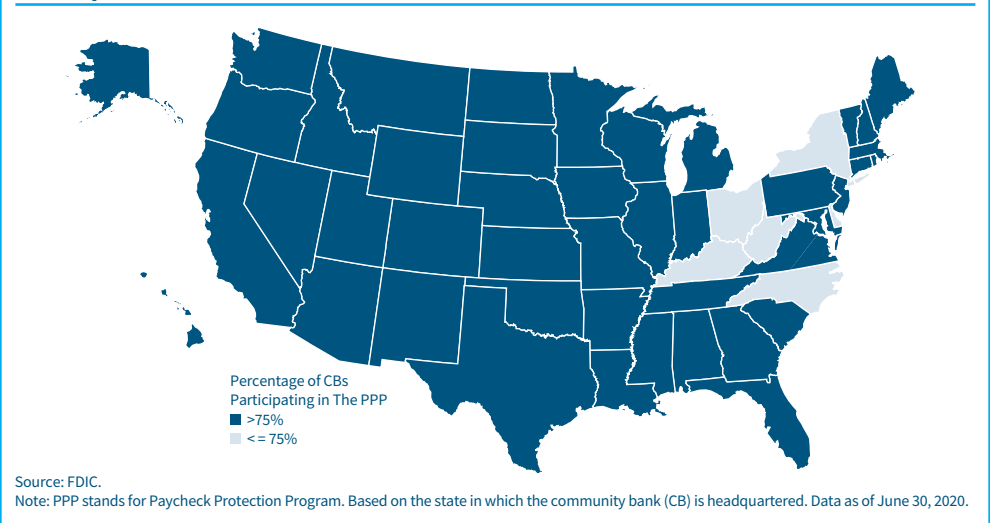 Percentage of CBs
Participating in The PPP
>75%
< = 75%
Source: FDIC.
Note: PPP stands for Paycheck Protection Program. Based on the state in which the community bank (CB) is headquartered. Data as of June 30, 2020.